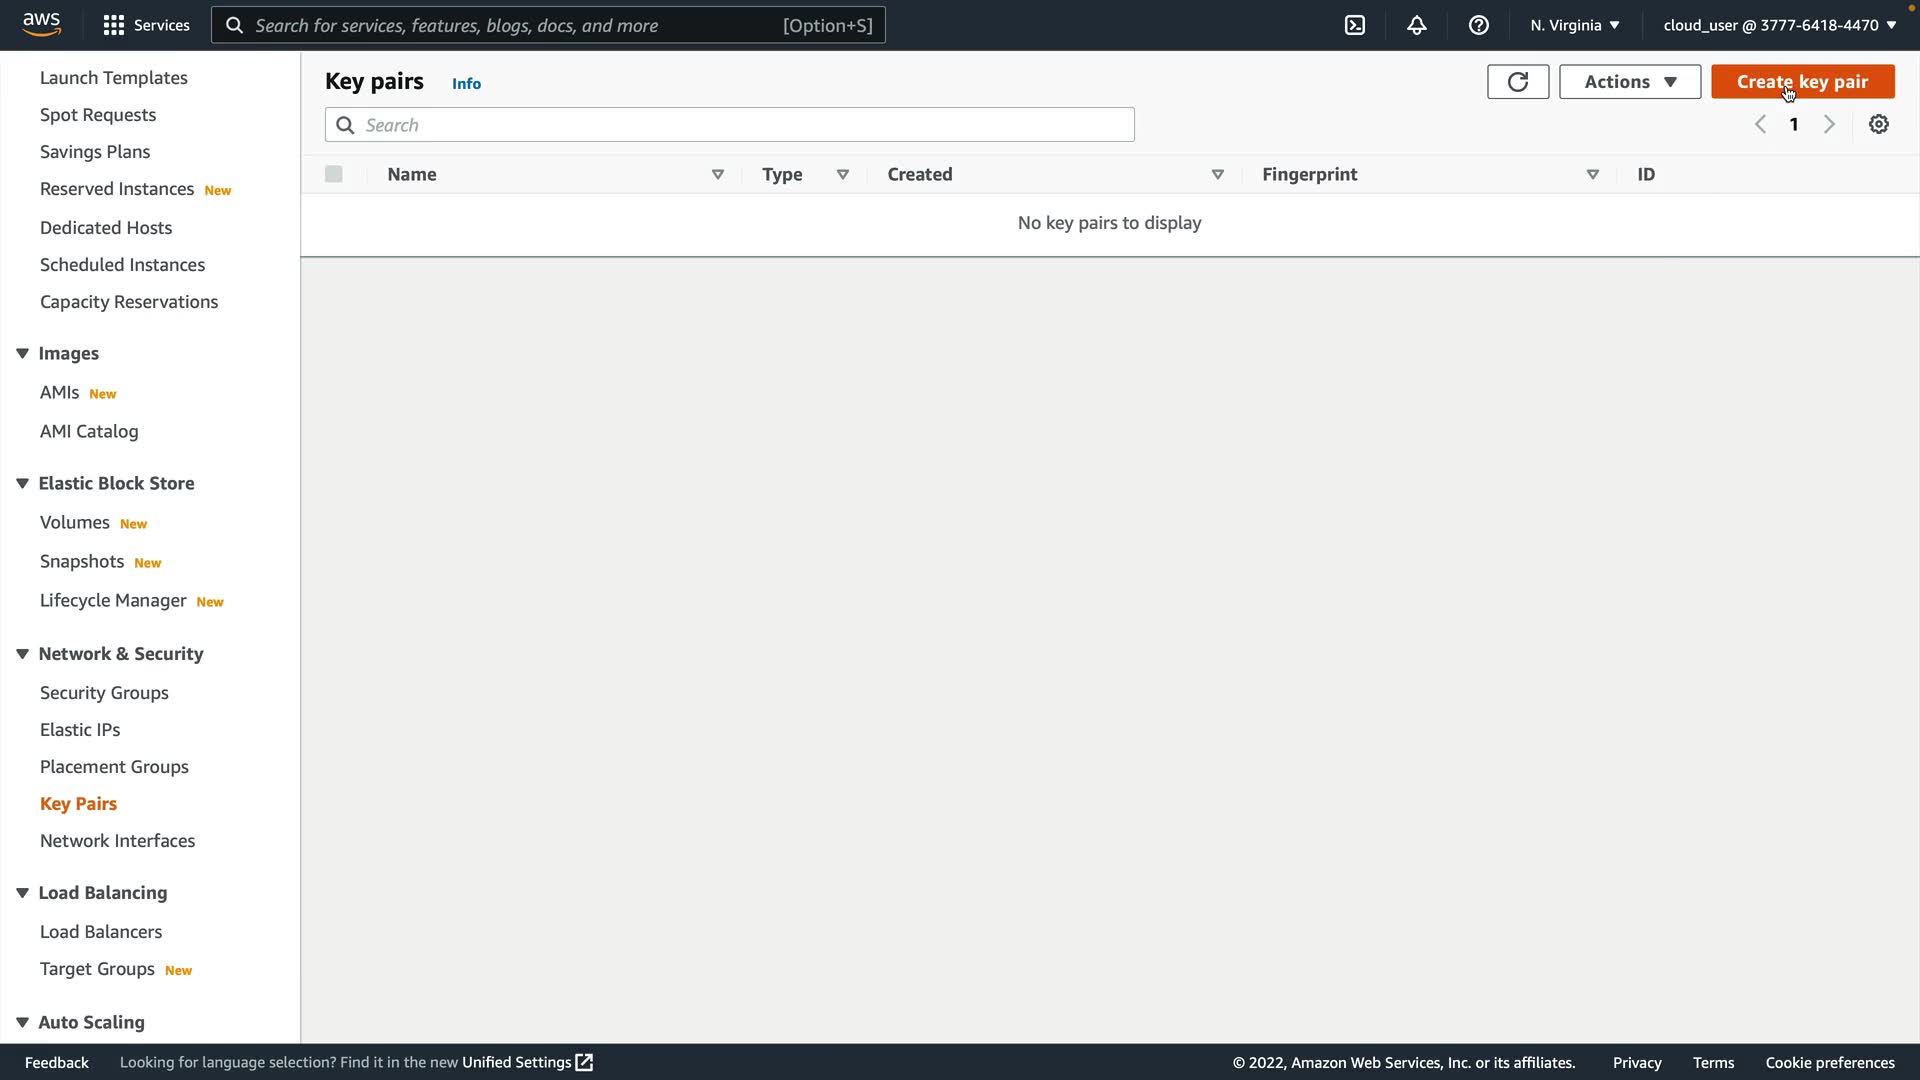 aws Services Search for services, features, blogs, docs, and more [Option+S] N. Virginia cloud_user @ 3777-6418-4470
Launch Templates
Spot Requests
Savings Plans
Reserved Instances New
Dedicated Hosts
Scheduled Instances
Capacity Reservations
Images
AMIs New
AMI Catalog
Elastic Block Store
Volumes New
Snapshots New
Lifecycle Manager New
Network & Security
Security Groups
Elastic IPs
Placement Groups
Key Pairs
Network Interfaces
Load Balancing
Load Balancers
Target Groups New
Auto Scaling
Key pairs Info Actions Create key pair
Search 1
Name Type Created Fingerprint ID
No key pairs to display
Feedback Looking for language selection? Find it in the new Unified Settings © 2022, Amazon Web Services, Inc. or its affiliates. Privacy Terms Cookie preferences